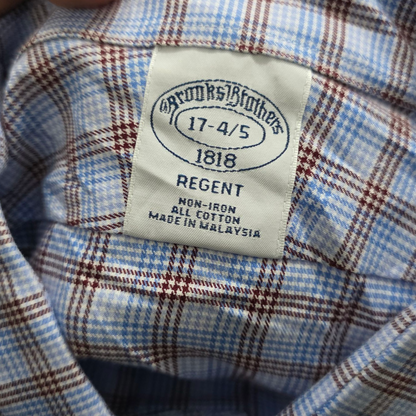 Brooks Brothers
17-4/5
1818
REGENT
NON-IRON
ALL COTTON
MADE IN MALAYSIA